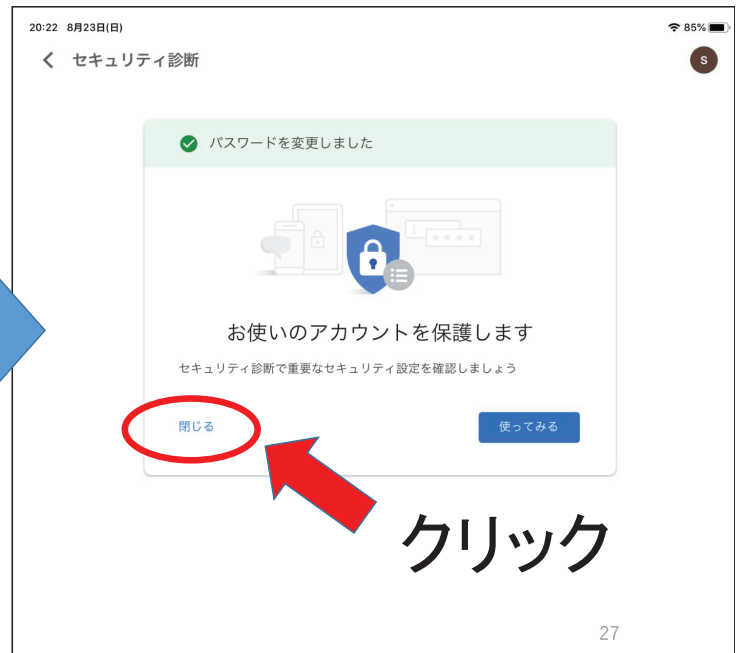 20:22 8月23日(日)
85%
セキュリティ診断
S
パスワードを変更しました
****
お使いのアカウントを保護します
セキュリティ診断で重要なセキュリティ設定を確認しましょう
閉じる
使ってみる
クリック
27